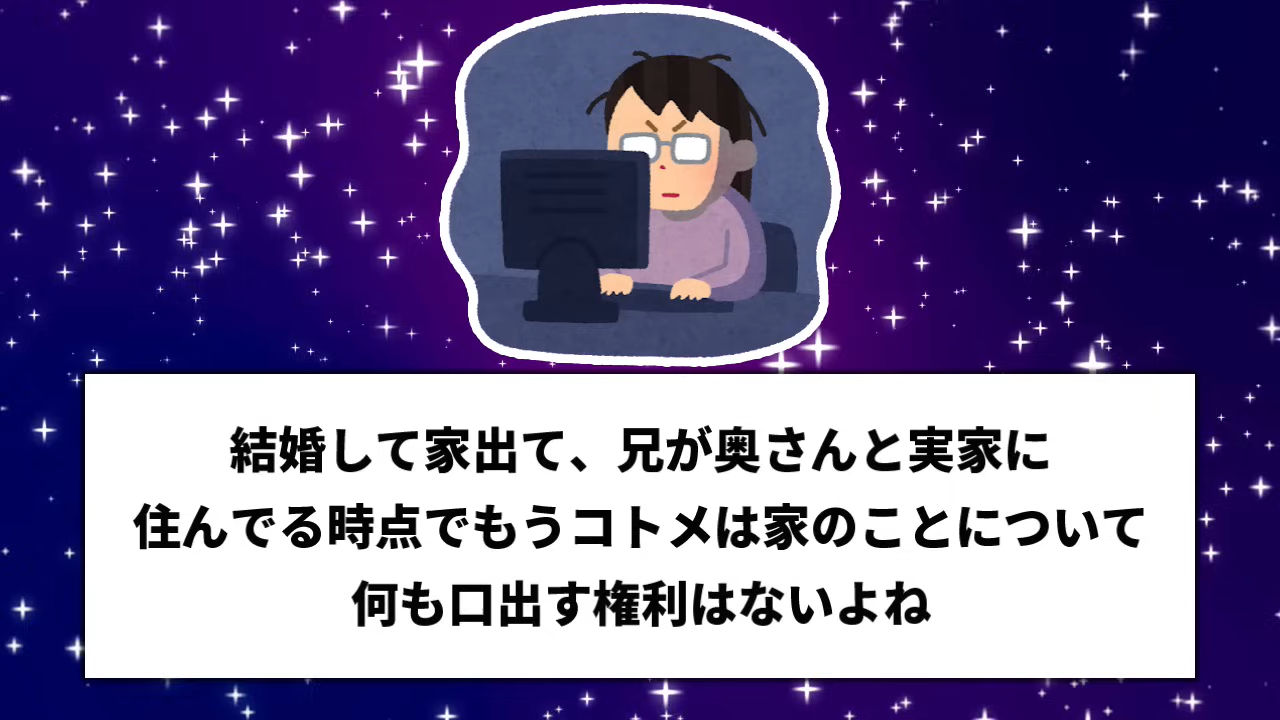 結婚して家出て、兄が奥さんと実家に
住んでる時点でもうコトメは家のことについて
何も口出す権利はないよね